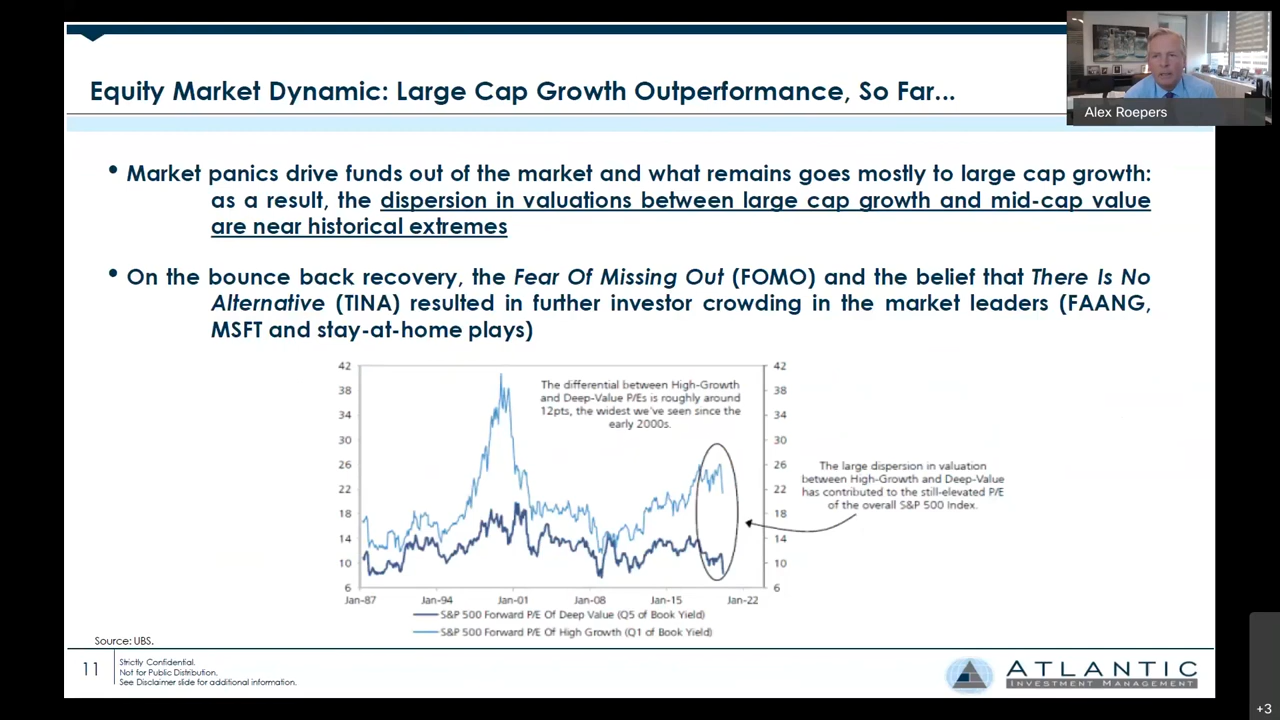 Alex Roepers
Equity Market Dynamic: Large Cap Growth Outperformance, So Far...
• Market panics drive funds out of the market and what remains goes mostly to large cap growth:
as a result, the dispersion in valuations between large cap growth and mid-cap value
are near historical extremes
• On the bounce back recovery, the Fear Of Missing Out (FOMO) and the belief that There Is No
Alternative (TINA) resulted in further investor crowding in the market leaders (FAANG,
MSFT and stay-at-home plays)
42
38
34
30
26
22
18
14
10
6
The differential between High-Growth
and Deep-Value P/Es is roughly around
12pts, the widest we've seen since the
early 2000s.
42
38
34
30
26
22
18
14
10
6
The large dispersion in valuation
between High-Growth and Deep-Value
has contributed to the still-elevated P/E
of the overall S&P 500 Index.
Jan-87 Jan-94 Jan-01 Jan-08 Jan-15 Jan-22
S&P 500 Forward P/E Of Deep Value (Q5 of Book Yield)
S&P 500 Forward P/E Of High Growth (Q1 of Book Yield)
Source: UBS.
11
Strictly Confidential.
Not for Public Distribution.
See Disclaimer slide for additional information.
ATLANTIC
INVESTMENT MANAGEMENT
+3